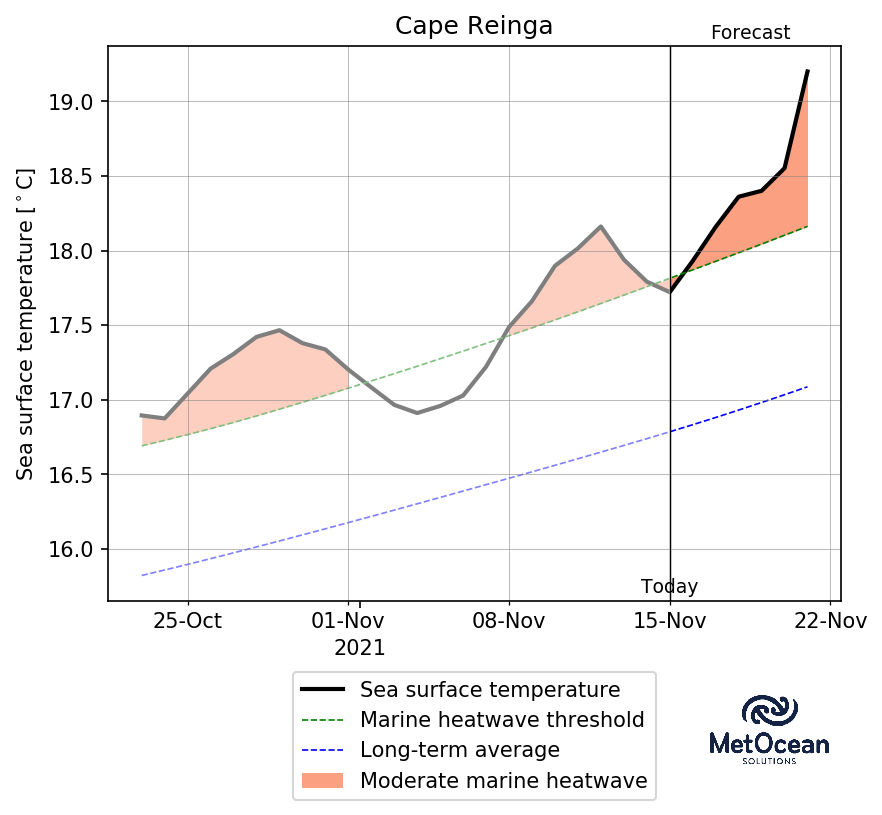 Cape Reinga
Forecast
Sea surface temperature [°C]
19.0
18.5
18.0
17.5
17.0
16.5
16.0
Today
25-Oct 01-Nov 08-Nov 15-Nov 22-Nov
2021
Sea surface temperature
Marine heatwave threshold
Long-term average
Moderate marine heatwave
MetOcean
SOLUTIONS